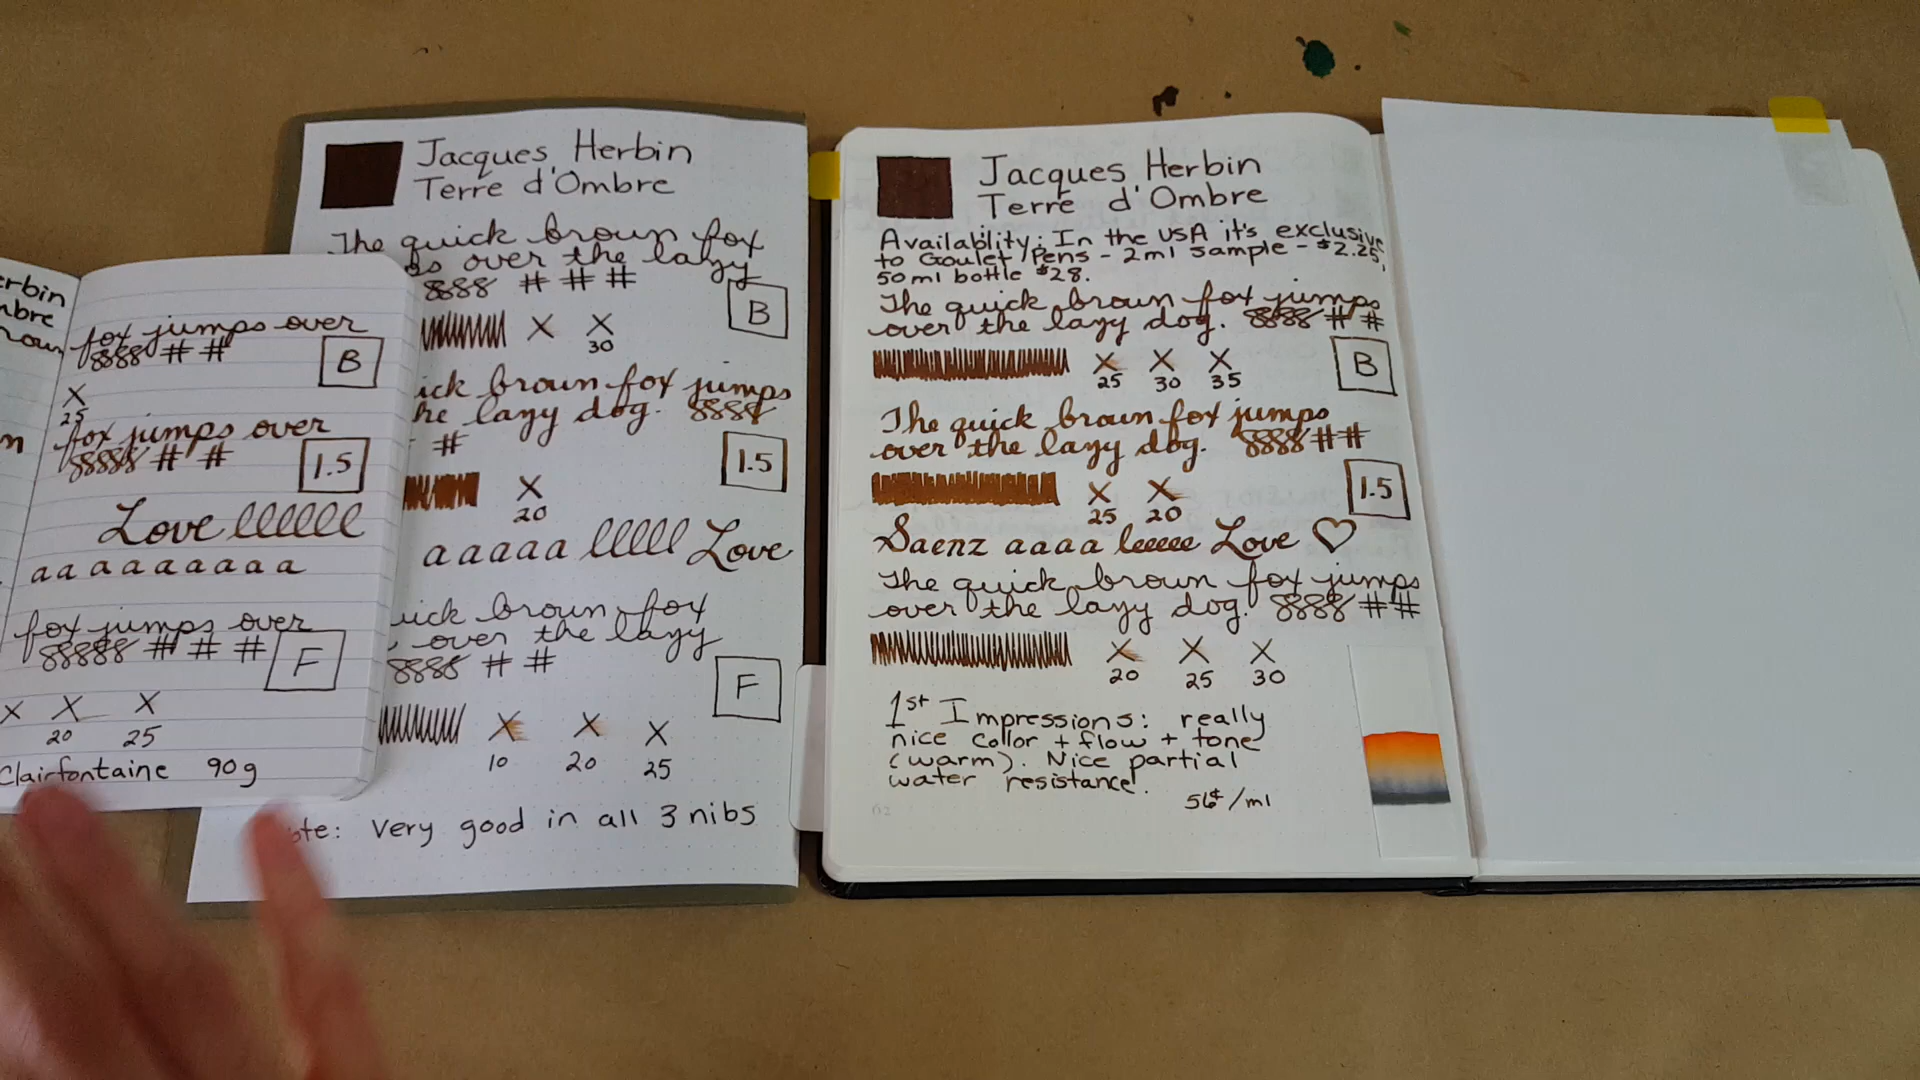 erbin
mbre
fox jumps over
8888 # #
B
X
25
fox jumps over
88888 # #
1.5
Love llllll
a a a a a a a a a
fox jumps over
88888 # # #
F
X X X
20 25
Clairfontaine 90g
Jacques Herbin
Terre d'Ombre
The quick brown fox
over the lazy
8888 # # #
B
X X
30
ick brown fox jumps
he lazy dog. 8888
#
1.5
X
20
a a a a a lllll Love
uick brown fox
over the lazy
8888 # #
F
X X X
10 20 25
ote: Very good in all 3 nibs
Jacques Herbin
Terre d'Ombre
Availablity: In the USA it's exclusive
to Goulet Pens - 2ml sample - $2.25,
50ml bottle $28.
The quick brown fox jumps
over the lazy dog. 8888 # #
B
X X X
25 30 35
The quick brown fox jumps
over the lazy dog. 8888 # #
1.5
X X
25 20
Saenz aaaa leeeee Love ♡
The quick brown fox jumps
over the lazy dog. 8888 # #
X X X
20 25 30
1st Impressions: really
nice color + flow + tone
(warm). Nice partial
water resistance.
56¢/ml